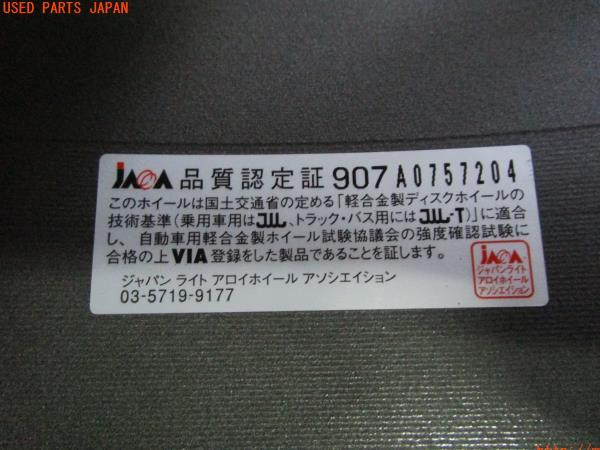 USED PARTS JAPAN
JAWA 品質認定証 907 A0757204
このホイールは国土交通省の定める「軽合金製ディスクホイールの
技術基準（乗用車用はJWL、トラック・バス用にはJWL-T）」に適合
し、自動車用軽合金製ホイール試験協議会の強度確認試験に
合格の上VIA登録をした製品であることを証します。
ジャパン ライト アロイホイール アソシエイション
03-5719-9177
JAWA
ジャパンライト
アロイホイール
アソシエイション